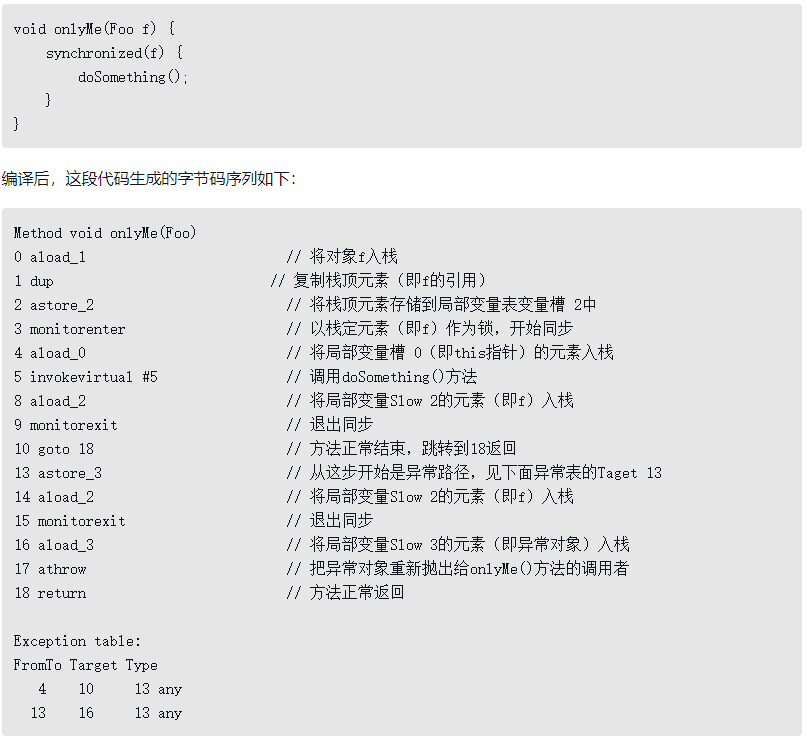 void onlyMe(Foo f) {
    synchronized(f) {
        doSomething();
    }
}
编译后，这段代码生成的字节码序列如下：
Method void onlyMe(Foo)
0 aload_1                         // 将对象f入栈
1 dup                           // 复制栈顶元素（即f的引用）
2 astore_2                        // 将栈顶元素存储到局部变量表变量槽 2中
3 monitorenter                    // 以栈定元素（即f）作为锁，开始同步
4 aload_0                         // 将局部变量槽 0（即this指针）的元素入栈
5 invokevirtual #5                // 调用doSomething()方法
8 aload_2                         // 将局部变量Slow 2的元素（即f）入栈
9 monitorexit                     // 退出同步
10 goto 18                        // 方法正常结束，跳转到18返回
13 astore_3                       // 从这步开始是异常路径，见下面异常表的Taget 13
14 aload_2                        // 将局部变量Slow 2的元素（即f）入栈
15 monitorexit                    // 退出同步
16 aload_3                        // 将局部变量Slow 3的元素（即异常对象）入栈
17 athrow                         // 把异常对象重新抛出给onlyMe()方法的调用者
18 return                         // 方法正常返回
Exception table:
FromTo Target Type
   4    10     13 any
  13    16     13 any